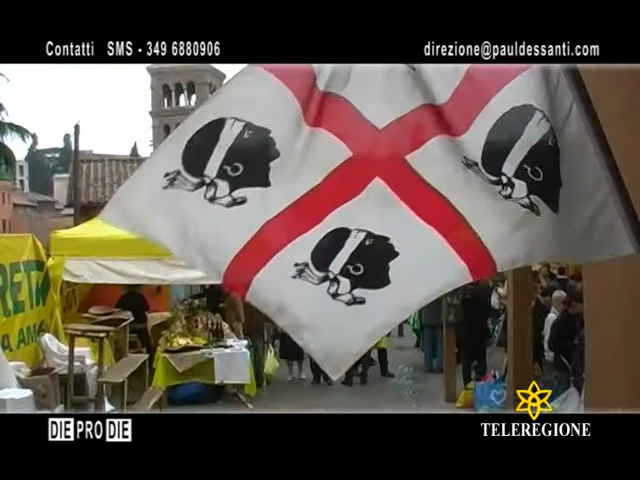 Contatti SMS - 349 6880906
direzione@pauldessanti.com
DIE PRO DIE
TELEREGIONE